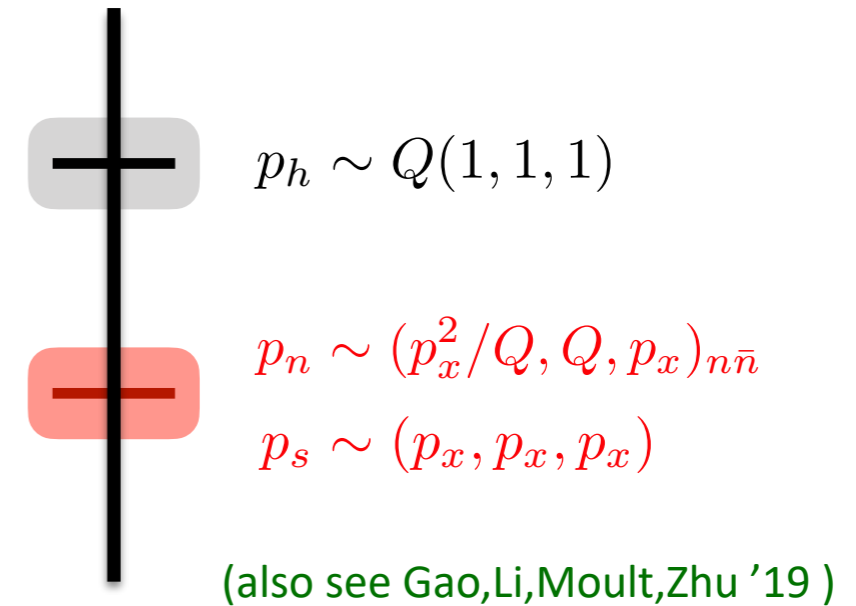 p_h ∼ Q(1, 1, 1)
p_n ∼ (p_x^2/Q, Q, p_x)_{n\bar{n}}
p_s ∼ (p_x, p_x, p_x)
(also see Gao,Li,Moult,Zhu ’19 )